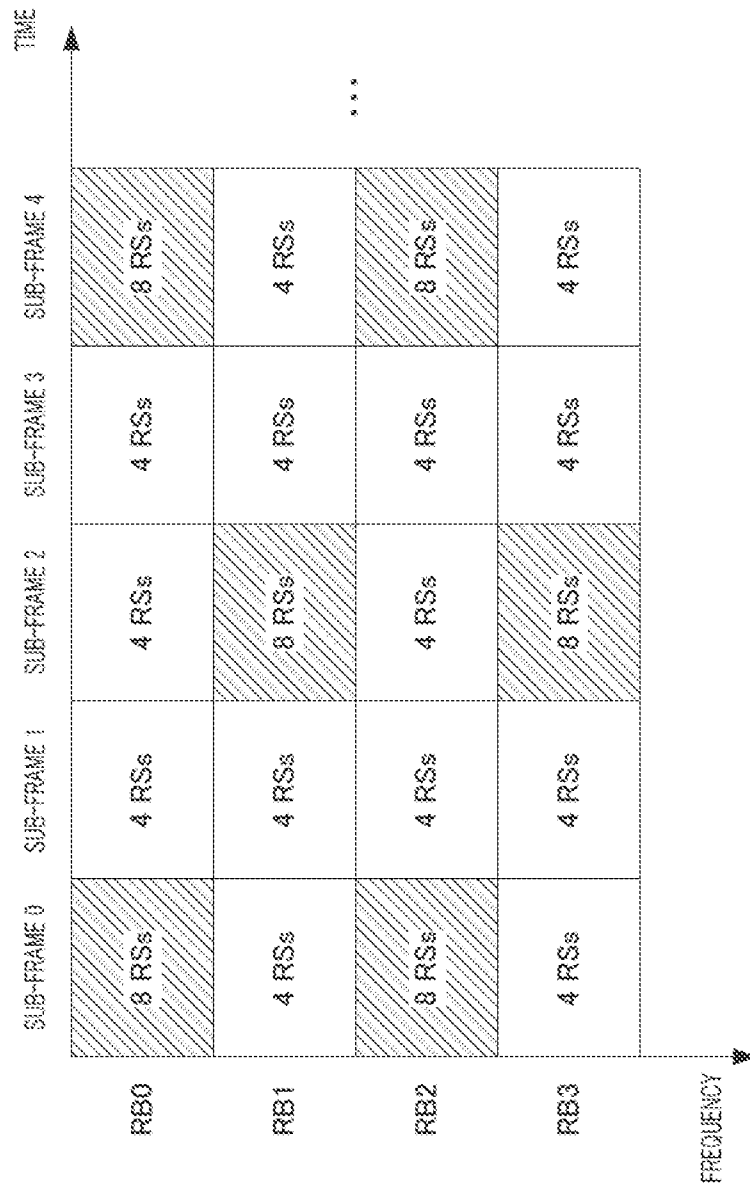 TIME
SUB-FRAME 0 SUB-FRAME 1 SUB-FRAME 2 SUB-FRAME 3 SUB-FRAME 4
RB0 8 RSs 4 RSs 4 RSs 4 RSs 8 RSs
RB1 4 RSs 4 RSs 8 RSs 4 RSs 4 RSs
...
RB2 8 RSs 4 RSs 4 RSs 4 RSs 8 RSs
RB3 4 RSs 4 RSs 8 RSs 4 RSs 4 RSs
FREQUENCY